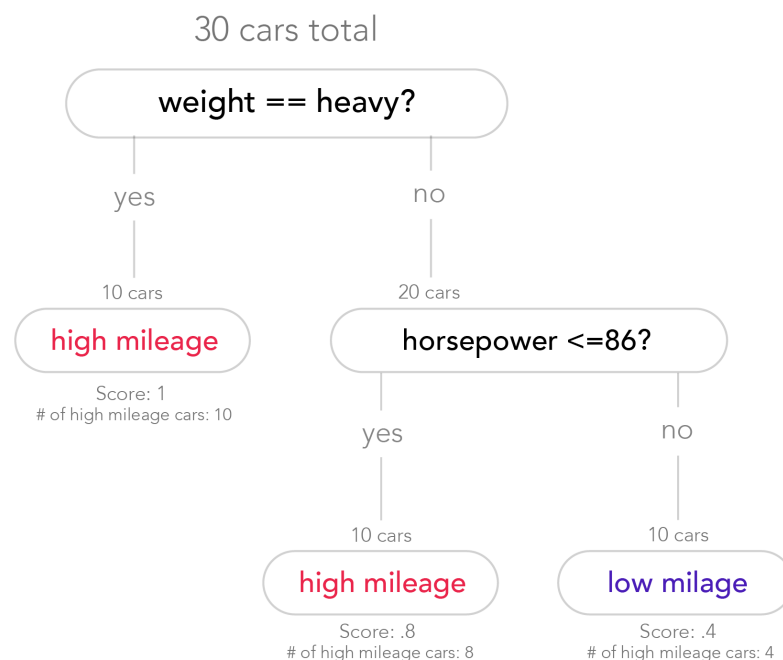 30 cars total
weight == heavy?
yes
no
10 cars
20 cars
high mileage
horsepower <=86?
Score: 1
# of high mileage cars: 10
yes
no
10 cars
10 cars
high mileage
low milage
Score: .8
Score: .4
# of high mileage cars: 8
# of high mileage cars: 4